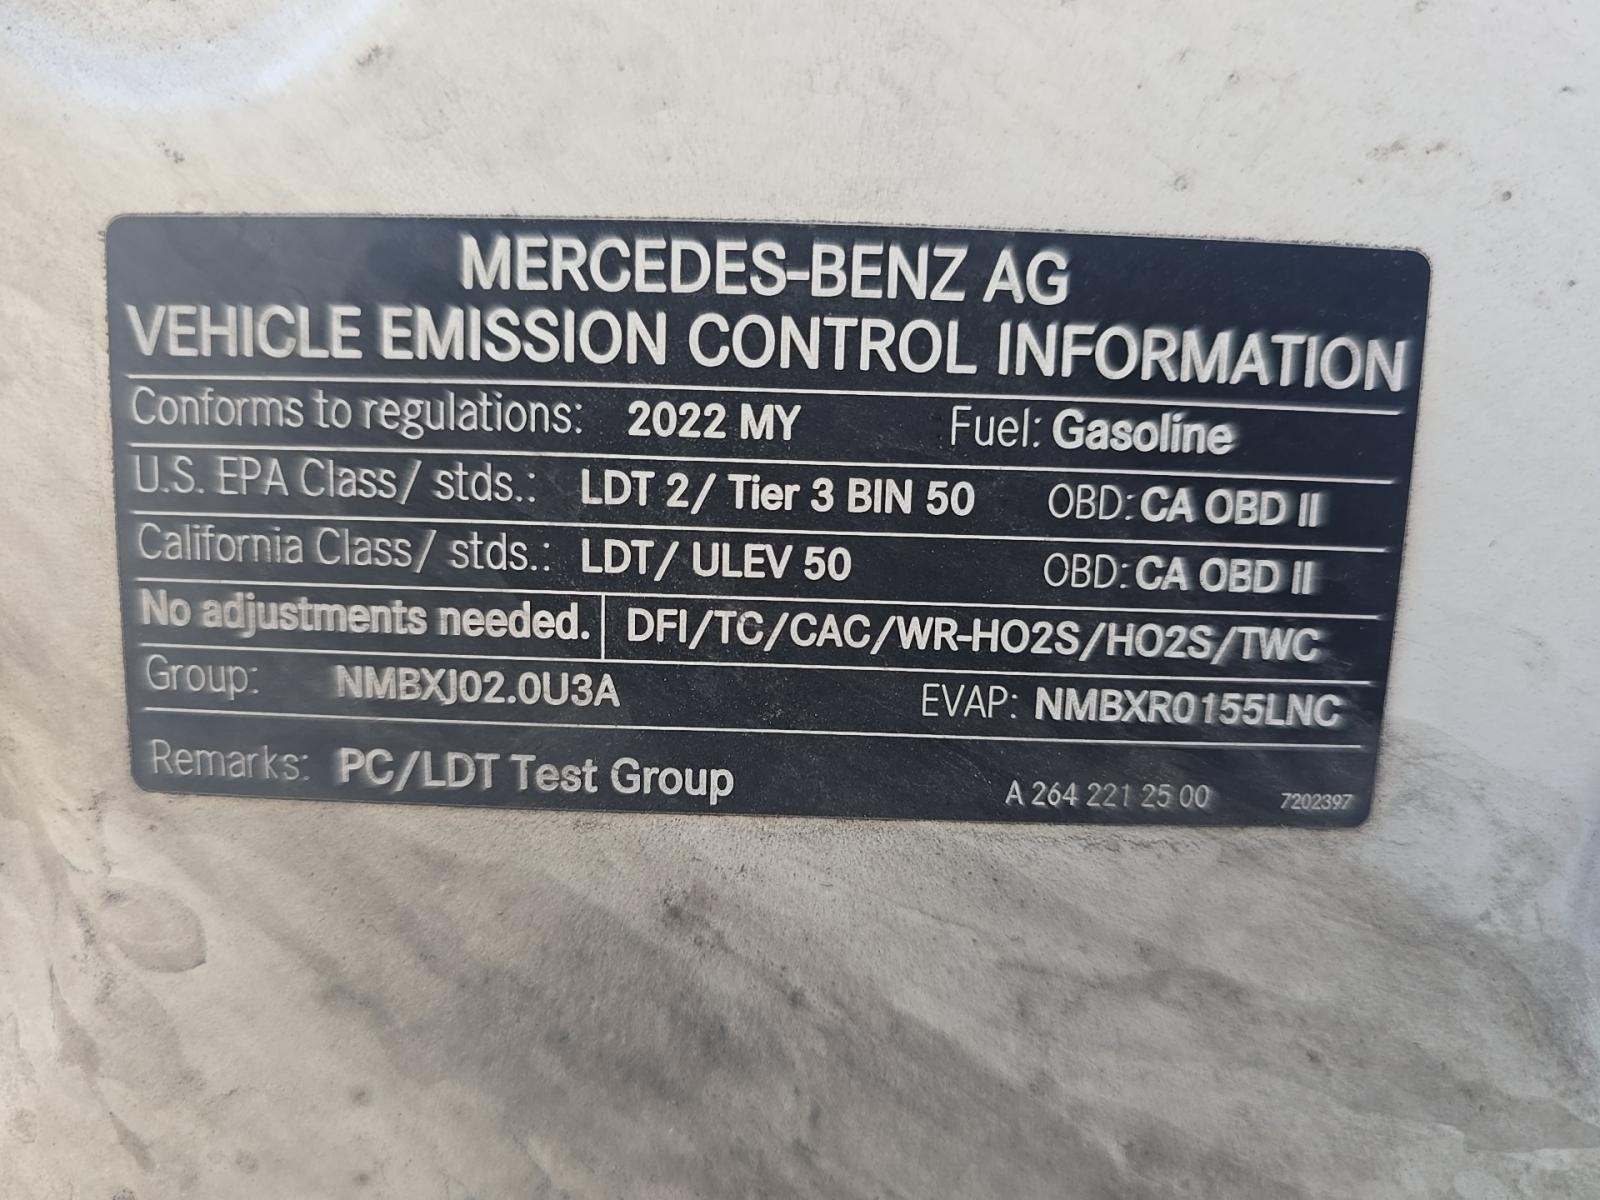 MERCEDES-BENZ AG
VEHICLE EMISSION CONTROL INFORMATION
Conforms to regulations: 2022 MY Fuel: Gasoline
U.S. EPA Class/ stds.: LDT 2/ Tier 3 BIN 50 OBD: CA OBD II
California Class/ stds.: LDT/ ULEV 50 OBD: CA OBD II
No adjustments needed. DFI/TC/CAC/WR-HO2S/HO2S/TWC
Group: NMBXJ02.0U3A EVAP: NMBXR0155LNC
Remarks: PC/LDT Test Group A 264 221 25 00 7202397